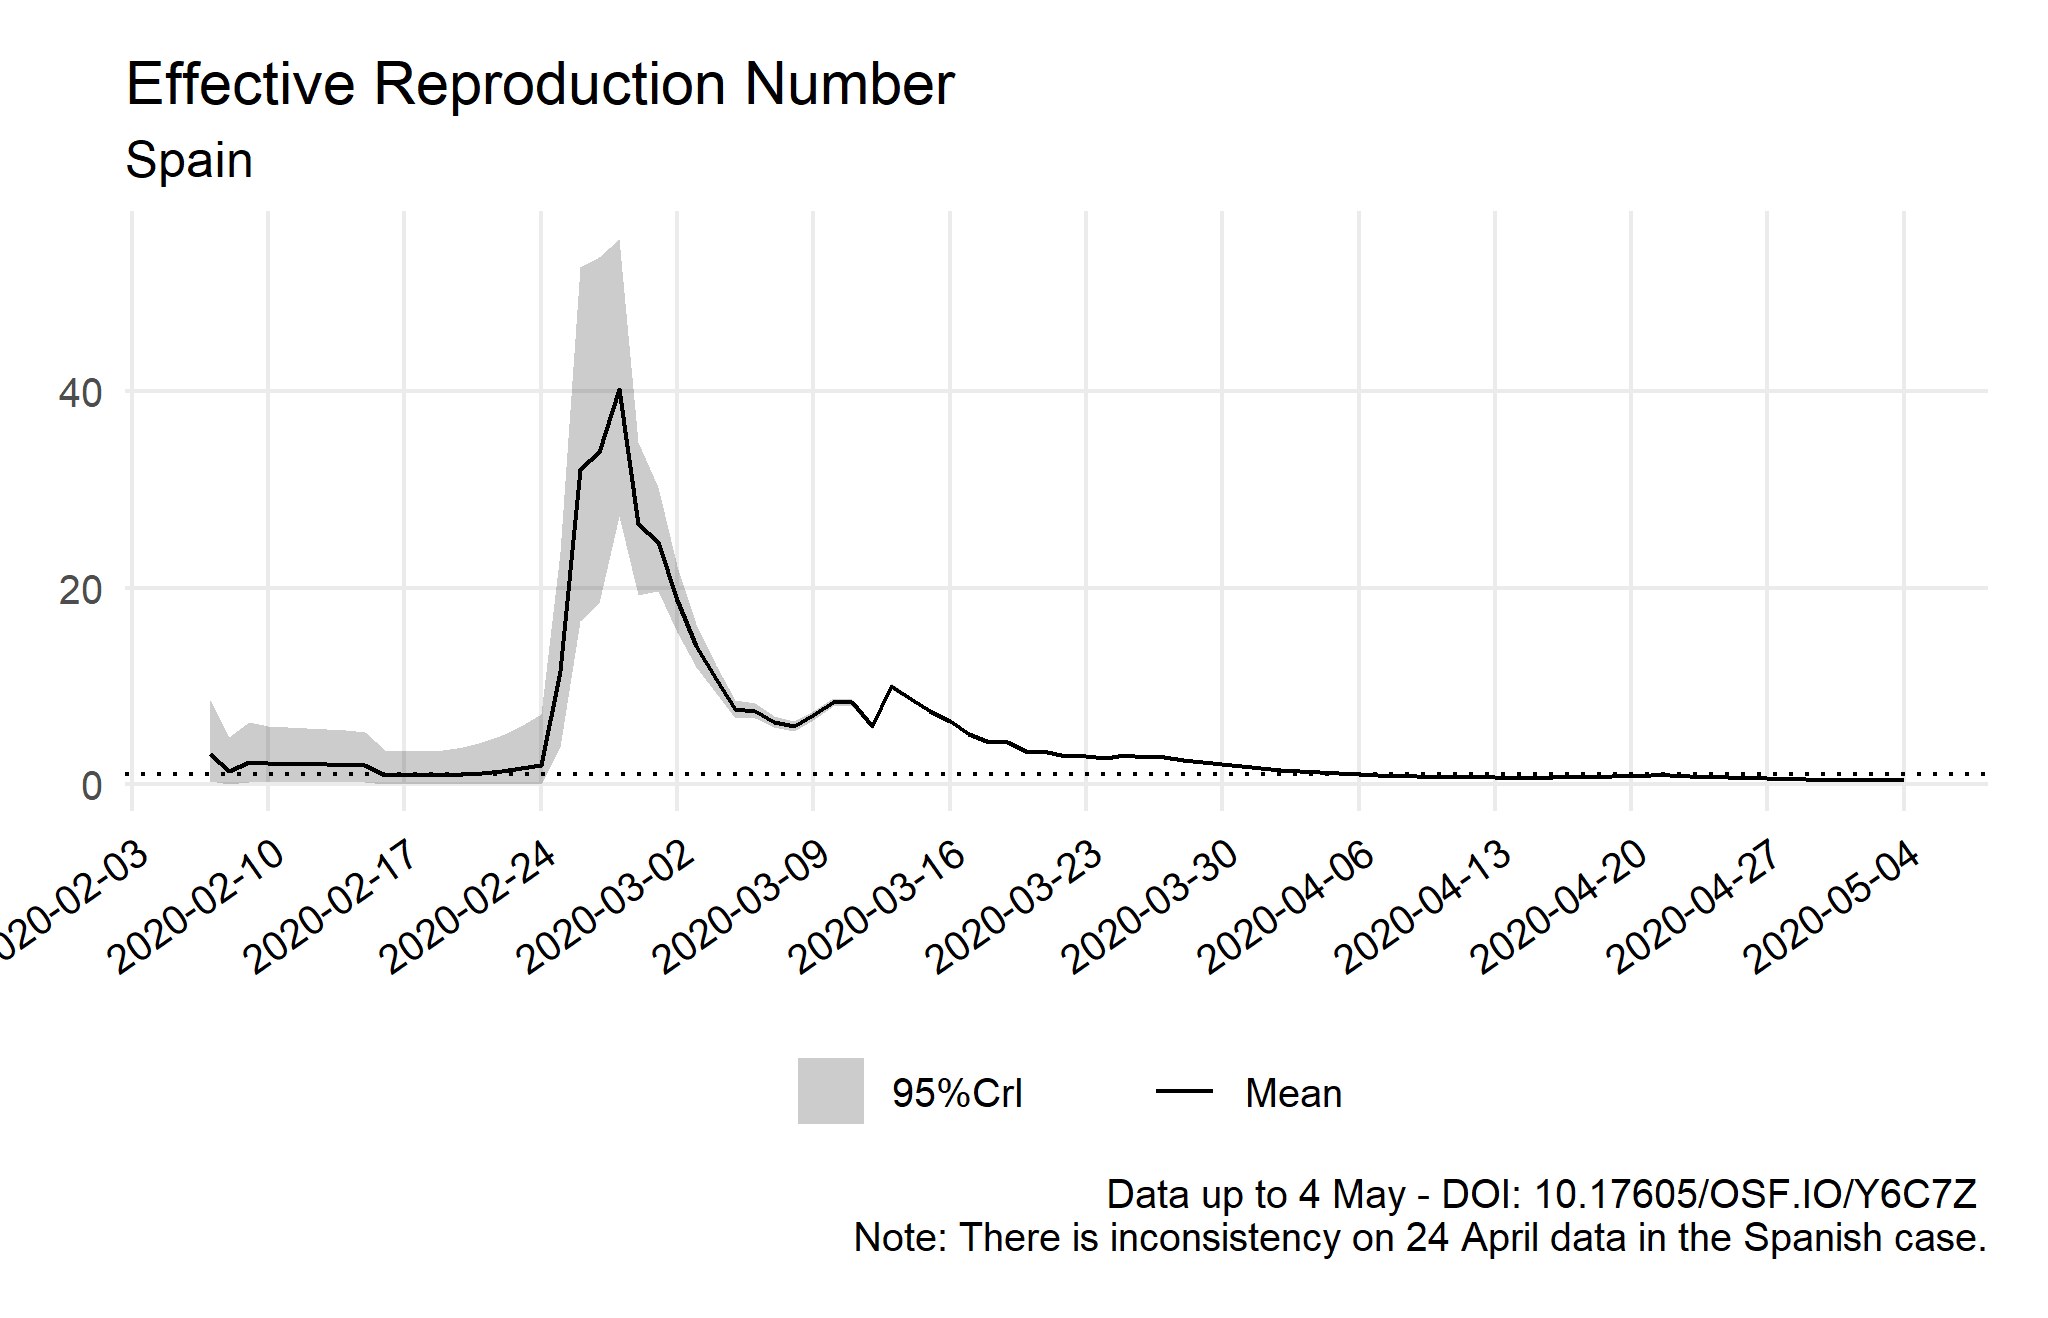 Effective Reproduction Number
Spain
40
20
0
020-02-03
2020-02-10
2020-02-17
2020-02-24
2020-03-02
2020-03-09
2020-03-16
2020-03-23
2020-03-30
2020-04-06
2020-04-13
2020-04-20
2020-04-27
2020-05-04
95%CrI
Mean
Data up to 4 May - DOI: 10.17605/OSF.IO/Y6C7Z
Note: There is inconsistency on 24 April data in the Spanish case.